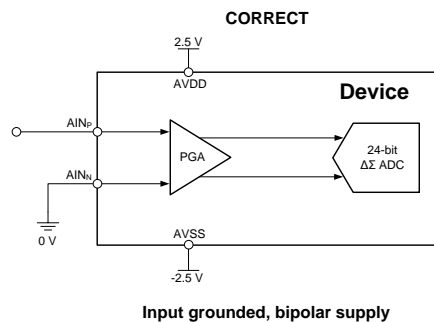 CORRECT
2.5 V
AVDD
Device
AINP
PGA
24-bit
ΔΣ ADC
AINN
0 V
AVSS
-2.5 V
Input grounded, bipolar supply